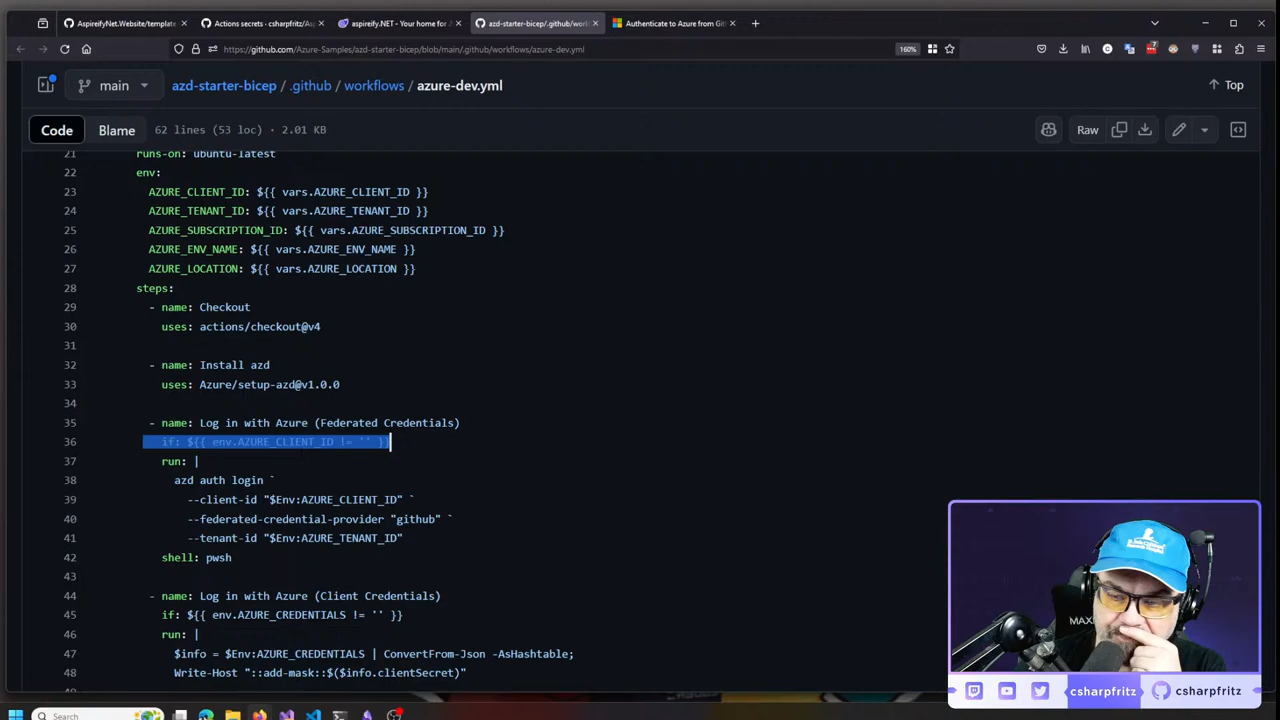 AspireifyNet.Website/template
Actions secrets - csharpfritz/As
aspireify.NET - Your home for
azd-starter-bicep/.github/work
Authenticate to Azure from Git
https://github.com/Azure-Samples/azd-starter-bicep/blob/main/.github/workflows/azure-dev.yml
160%
main
azd-starter-bicep / .github / workflows / azure-dev.yml
Top
Code
Blame
62 lines (53 loc) · 2.01 KB
Raw
21 runs-on: ubuntu-latest
22 env:
23 AZURE_CLIENT_ID: ${{ vars.AZURE_CLIENT_ID }}
24 AZURE_TENANT_ID: ${{ vars.AZURE_TENANT_ID }}
25 AZURE_SUBSCRIPTION_ID: ${{ vars.AZURE_SUBSCRIPTION_ID }}
26 AZURE_ENV_NAME: ${{ vars.AZURE_ENV_NAME }}
27 AZURE_LOCATION: ${{ vars.AZURE_LOCATION }}
28 steps:
29 - name: Checkout
30 uses: actions/checkout@v4
31
32 - name: Install azd
33 uses: Azure/setup-azd@v1.0.0
34
35 - name: Log in with Azure (Federated Credentials)
36 if: ${{ env.AZURE_CLIENT_ID != '' }}
37 run: |
38 azd auth login `
39 --client-id "$Env:AZURE_CLIENT_ID" `
40 --federated-credential-provider "github" `
41 --tenant-id "$Env:AZURE_TENANT_ID"
42 shell: pwsh
43
44 - name: Log in with Azure (Client Credentials)
45 if: ${{ env.AZURE_CREDENTIALS != '' }}
46 run: |
47 $info = $Env:AZURE_CREDENTIALS | ConvertFrom-Json -AsHashtable;
48 Write-Host "::add-mask::$($info.clientSecret)"
csharpfritz
csharpfritz
Search